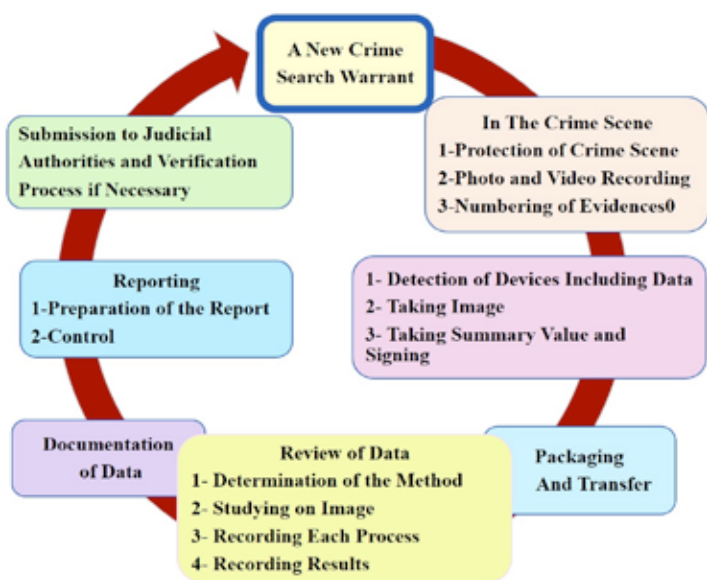 A New Crime
Search Warrant
In The Crime Scene
1-Protection of Crime Scene
2-Photo and Video Recording
3-Numbering of Evidences0
1- Detection of Devices Including Data
2- Taking Image
3- Taking Summary Value and
Signing
Packaging
And Transfer
Review of Data
1- Determination of the Method
2- Studying on Image
3- Recording Each Process
4- Recording Results
Documentation
of Data
Reporting
1-Preparation of the Report
2-Control
Submission to Judicial
Authorities and Verification
Process if Necessary